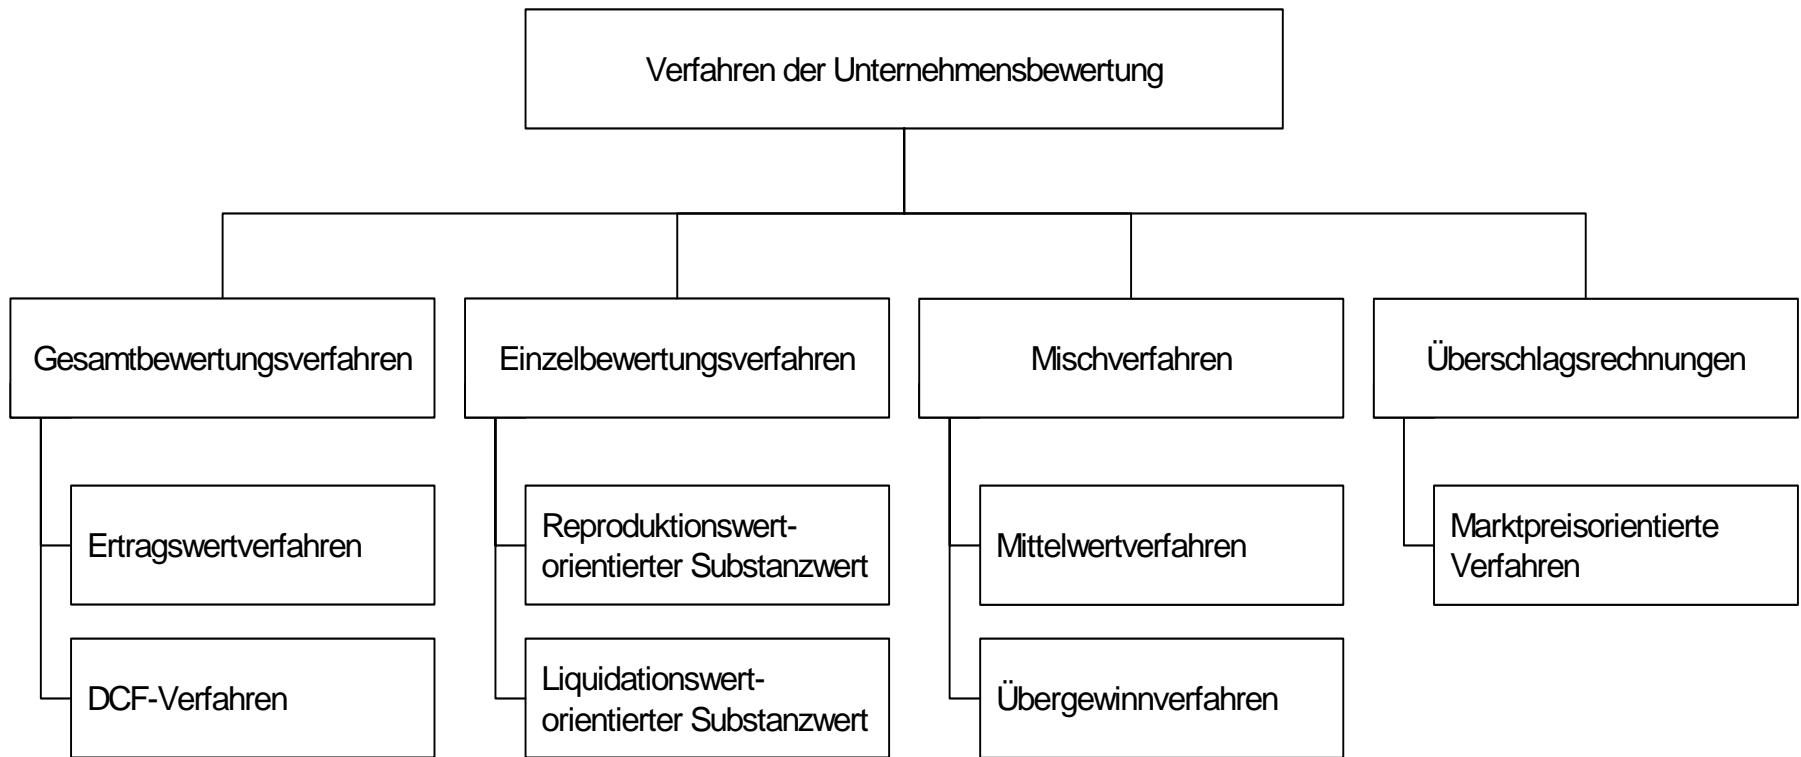 Verfahren der Unternehmensbewertung
Gesamtbewertungsverfahren
Einzelbewertungsverfahren
Mischverfahren
Überschlagsrechnungen
Ertragswertverfahren
Reproduktionswert-
orientierter Substanzwert
Mittelwertverfahren
Marktpreisorientierte
Verfahren
DCF-Verfahren
Liquidationswert-
orientierter Substanzwert
Übergewinnverfahren